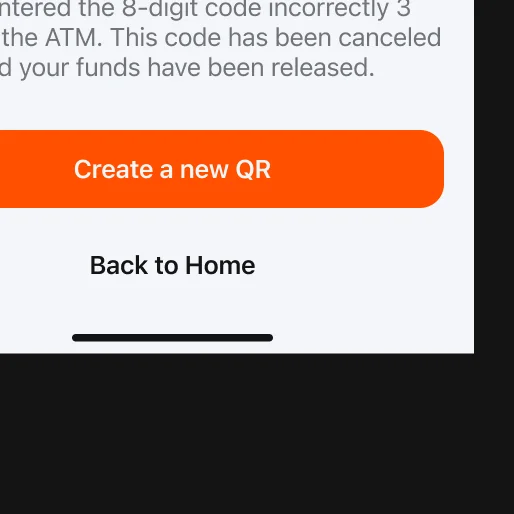 the 8-digit code incorrectly 3
the ATM. This code has been canceled
your funds have been released.
Create a new QR
Back to Home